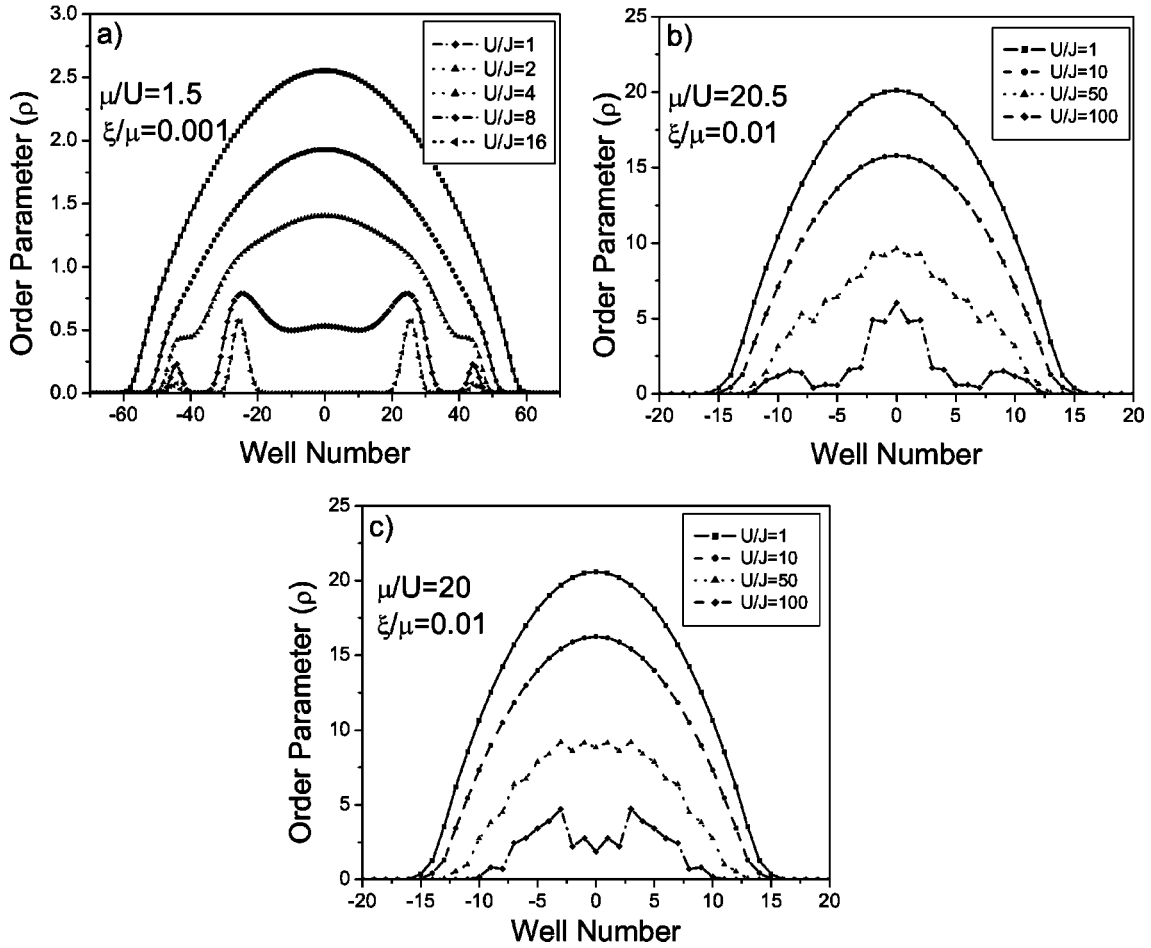 a)
μ/U=1.5
ξ/μ=0.001
U/J=1
U/J=2
U/J=4
U/J=8
U/J=16
3.0
2.5
2.0
1.5
1.0
0.5
0.0
Order Parameter (ρ)
-60 -40 -20 0 20 40 60
Well Number
b)
μ/U=20.5
ξ/μ=0.01
U/J=1
U/J=10
U/J=50
U/J=100
25
20
15
10
5
0
Order Parameter (ρ)
-20 -15 -10 -5 0 5 10 15 20
Well Number
c)
μ/U=20
ξ/μ=0.01
U/J=1
U/J=10
U/J=50
U/J=100
25
20
15
10
5
0
Order Parameter (ρ)
-20 -15 -10 -5 0 5 10 15 20
Well Number